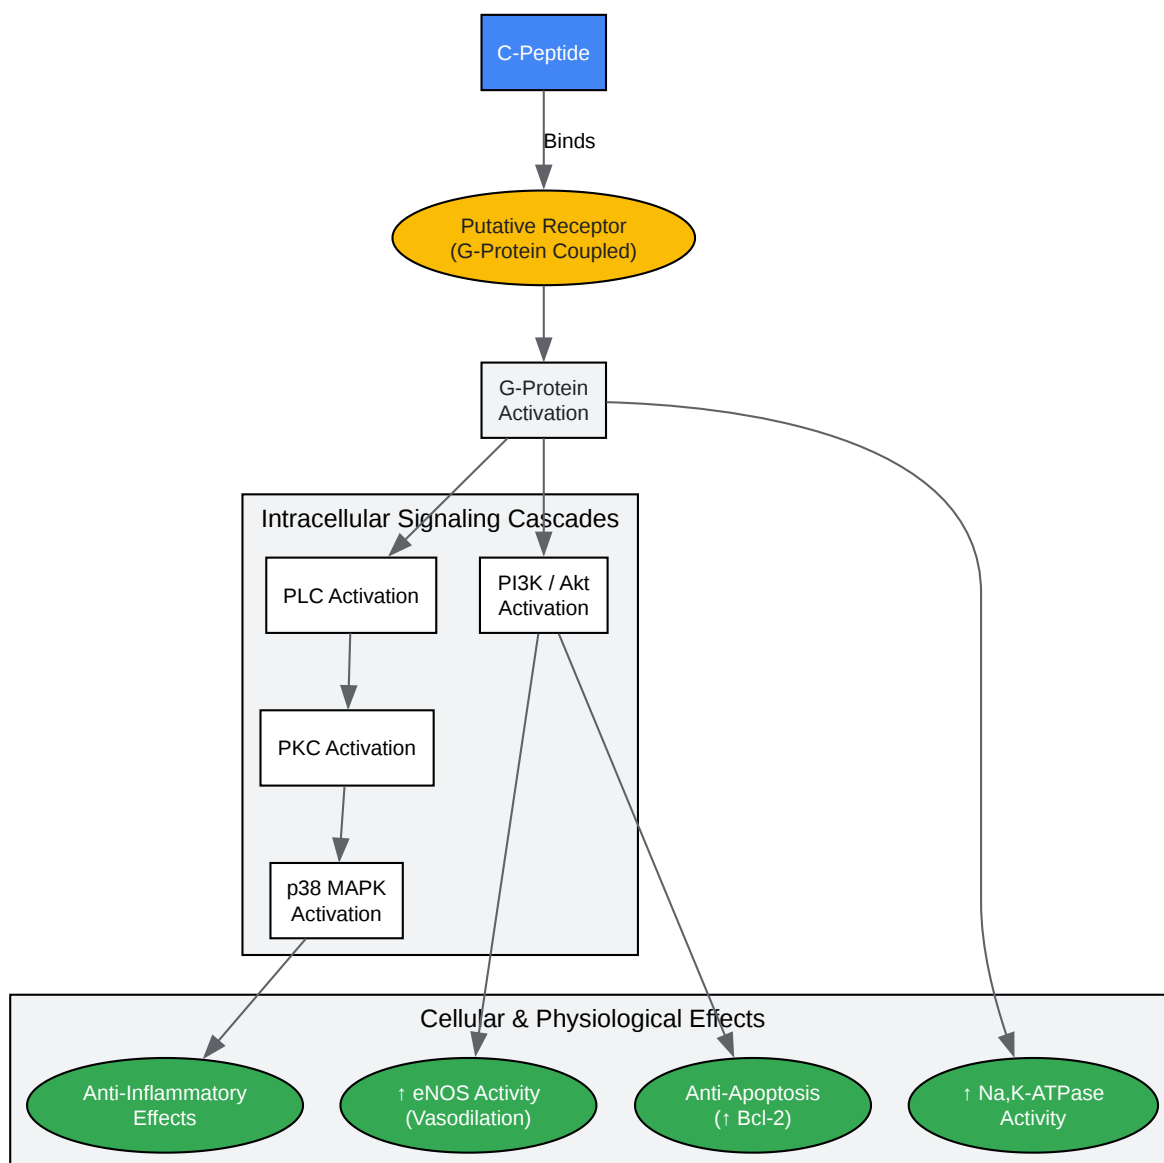 C-Peptide
Binds
Putative Receptor
(G-Protein Coupled)
G-Protein
Activation
Intracellular Signaling Cascades
PLC Activation
PI3K / Akt
Activation
PKC Activation
p38 MAPK
Activation
Cellular & Physiological Effects
Anti-Inflammatory
Effects
↑ eNOS Activity
(Vasodilation)
Anti-Apoptosis
(↑ Bcl-2)
↑ Na,K-ATPase
Activity